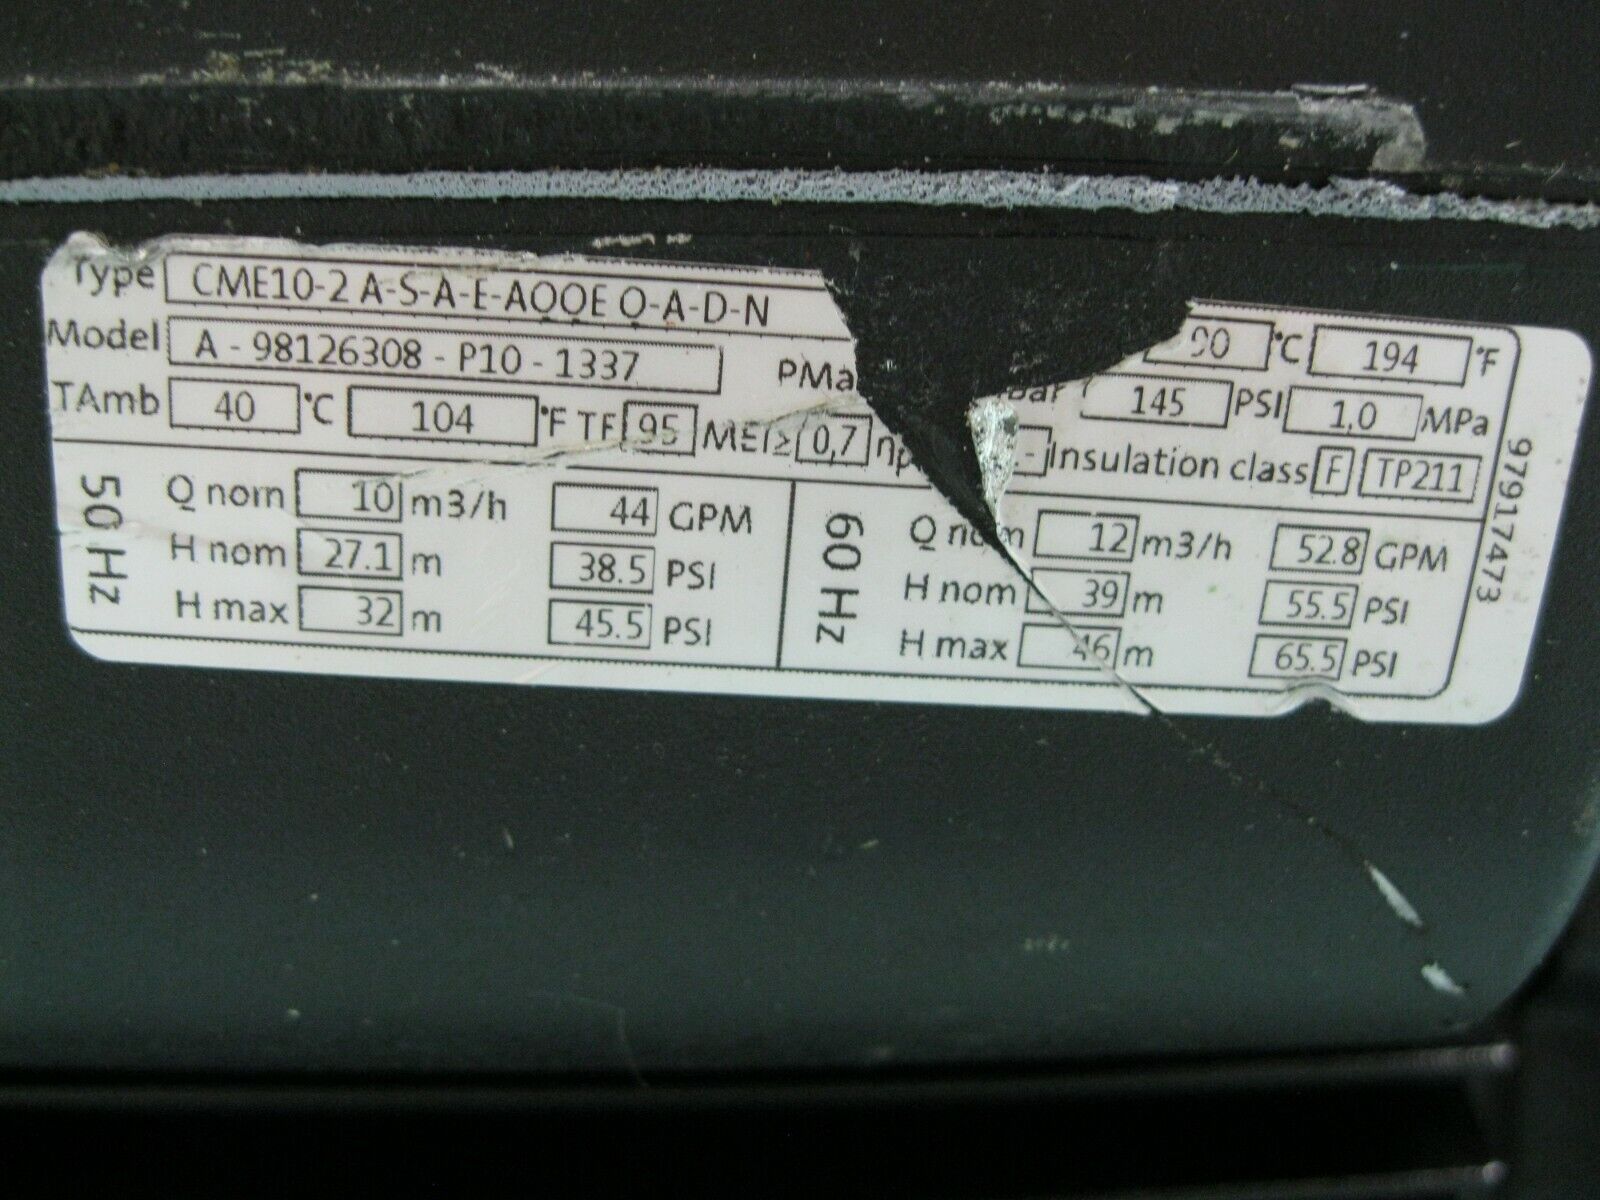 Type CME10-2 A-S-A-E-AQQE O-A-D-N °C 194 °F
Model A - 98126308 - P10 - 1337 145 PSI 1,0 MPa
TAmb 40 °C 104 °F TF 95 MEI≥ 0,7 Insulation class F TP211
50 Hz
Q nom 10 m3/h 44 GPM
H nom 27.1 m 38.5 PSI
H max 32 m 45.5 PSI
60 Hz
Q nom 12 m3/h 52.8 GPM
H nom 39 m 55.5 PSI
H max 46 m 65.5 PSI
97917473